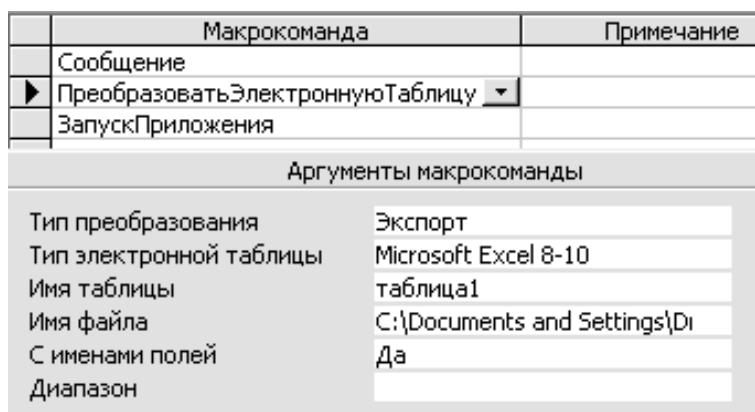 Макрокоманда Примечание
Сообщение
ПреобразоватьЭлектроннуюТаблицу
ЗапускПриложения
Аргументы макрокоманды
Тип преобразования Экспорт
Тип электронной таблицы Microsoft Excel 8-10
Имя таблицы таблица1
Имя файла C:\Documents and Settings\
С именами полей Да
Диапазон